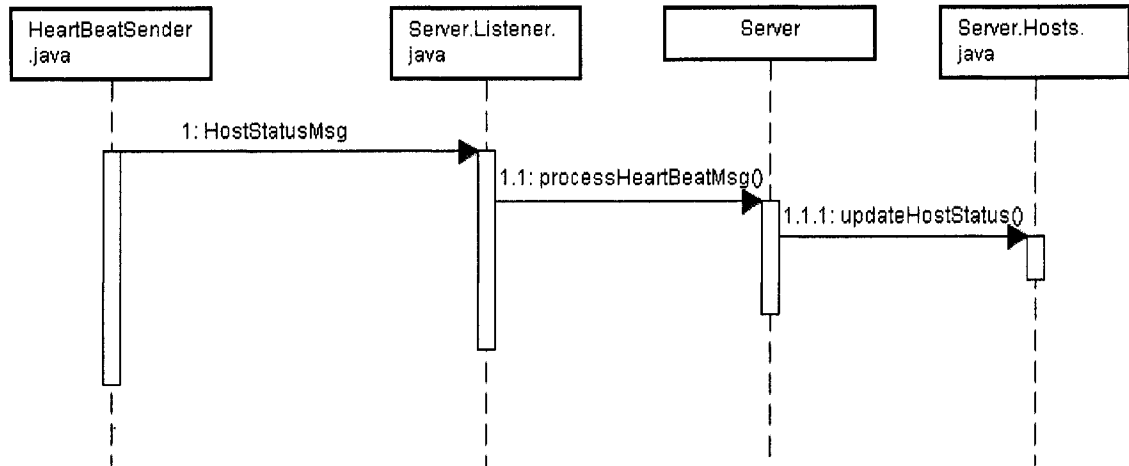 HeartBeatSender
.java
Server.Listener.
java
Server
Server.Hosts.
java
1: HostStatusMsg
1.1: processHeartBeatMsg()
1.1.1: updateHostStatus()